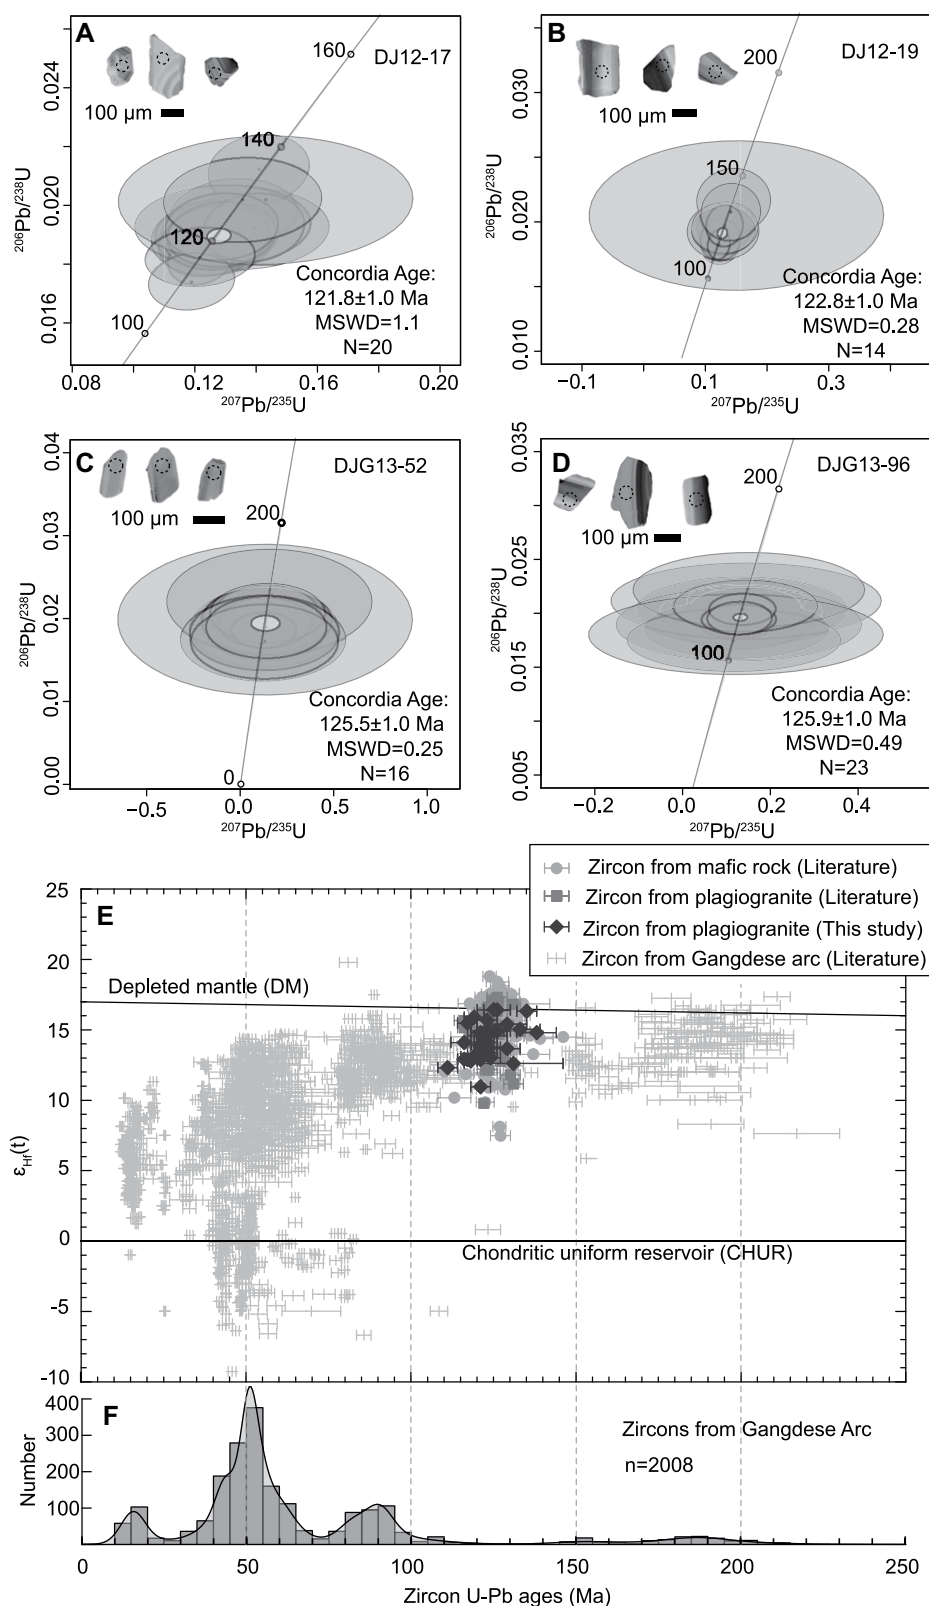 A
DJ12-17
100 µm
160
140
120
100
Concordia Age:
121.8±1.0 Ma
MSWD=1.1
N=20
0.024
0.020
0.016
²⁰⁶Pb/²³⁸U
0.08 0.12 0.16 0.20
²⁰⁷Pb/²³⁵U
B
DJ12-19
100 µm
200
150
100
Concordia Age:
122.8±1.0 Ma
MSWD=0.28
N=14
0.030
0.020
0.010
²⁰⁶Pb/²³⁸U
−0.1 0.1 0.3
²⁰⁷Pb/²³⁵U
C
DJG13-52
100 µm
200
0
Concordia Age:
125.5±1.0 Ma
MSWD=0.25
N=16
0.04
0.03
0.02
0.01
0.00
²⁰⁶Pb/²³⁸U
−0.5 0.0 0.5 1.0
²⁰⁷Pb/²³⁵U
D
DJG13-96
100 µm
200
100
Concordia Age:
125.9±1.0 Ma
MSWD=0.49
N=23
0.035
0.025
0.015
0.005
²⁰⁶Pb/²³⁸U
−0.2 0.0 0.2 0.4
²⁰⁷Pb/²³⁵U
Zircon from mafic rock (Literature)
Zircon from plagiogranite (Literature)
Zircon from plagiogranite (This study)
Zircon from Gangdese arc (Literature)
E
25
20
15
10
5
0
-5
-10
εHf(t)
Depleted mantle (DM)
Chondritic uniform reservoir (CHUR)
F
Zircons from Gangdese Arc
n=2008
400
300
200
100
Number
0 50 100 150 200 250
Zircon U-Pb ages (Ma)